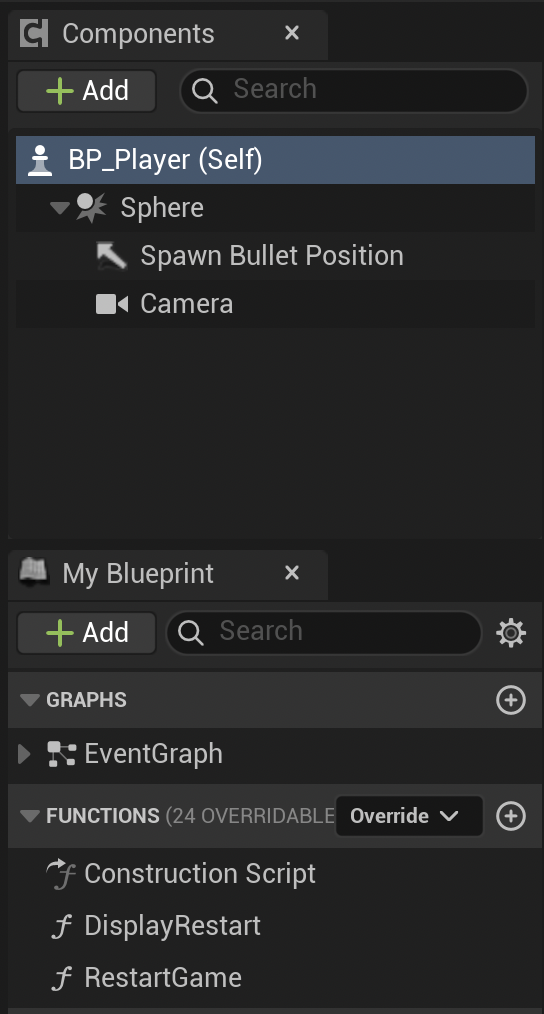 Components
Add
Search
BP_Player (Self)
Sphere
Spawn Bullet Position
Camera
My Blueprint
Add
Search
GRAPHS
EventGraph
FUNCTIONS (24 OVERRIDABLE Override
Construction Script
DisplayRestart
RestartGame